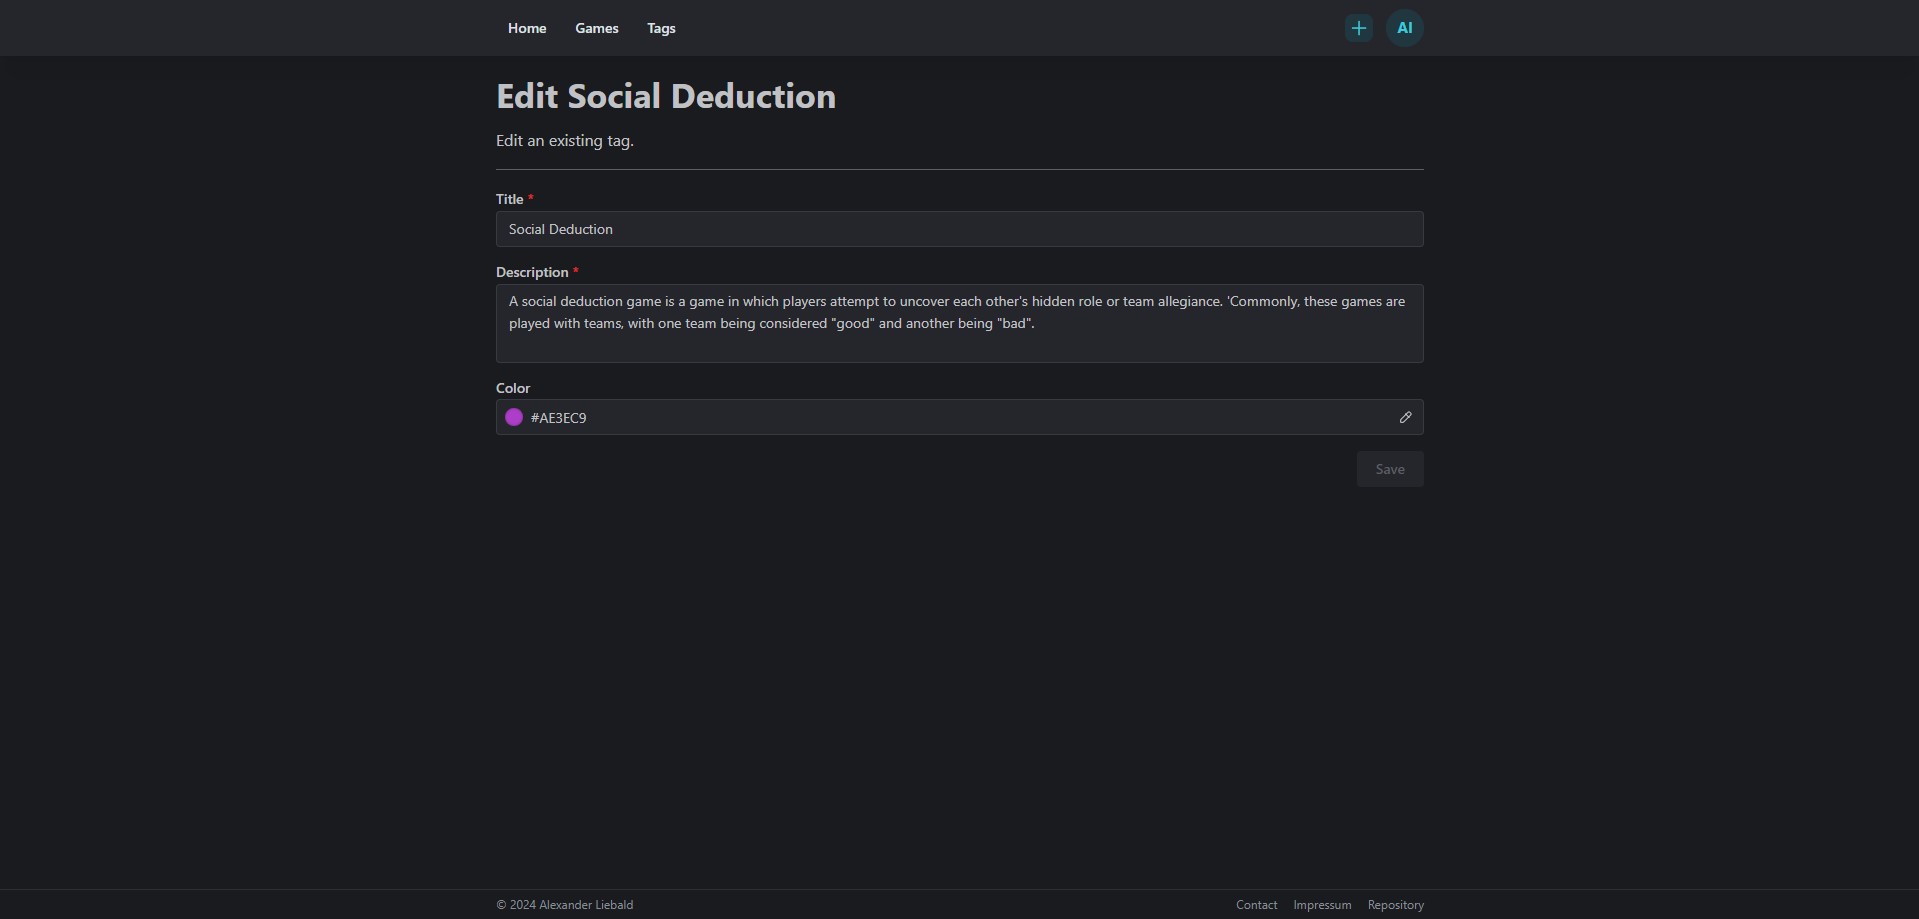 Home Games Tags AI
Edit Social Deduction
Edit an existing tag.
Title *
Social Deduction
Description *
A social deduction game is a game in which players attempt to uncover each other's hidden role or team allegiance. 'Commonly, these games are
played with teams, with one team being considered "good" and another being "bad".
Color
#AE3EC9
Save
© 2024 Alexander Liebald Contact Impressum Repository